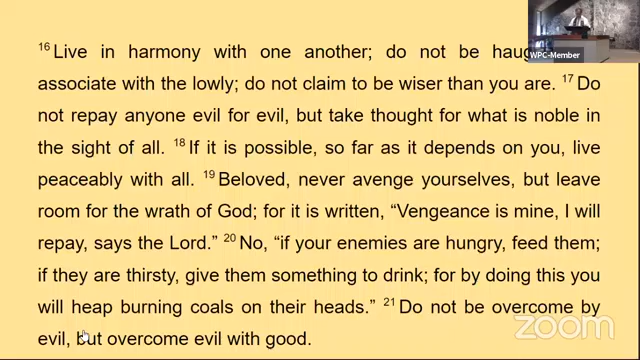 16 Live in harmony with one another; do not be
associate with the lowly; do not claim to be wiser than you are. 17 Do
not repay anyone evil for evil, but take thought for what is noble in
the sight of all. 18 If it is possible, so far as it depends on you, live
peaceably with all. 19 Beloved, never avenge yourselves, but leave
room for the wrath of God; for it is written, “Vengeance is mine, I will
repay, says the Lord.” 20 No, “if your enemies are hungry, feed them;
if they are thirsty, give them something to drink; for by doing this you
will heap burning coals on their heads.” 21 Do not be overcome by
evil, but overcome evil with good.
WPC-Member
zoom